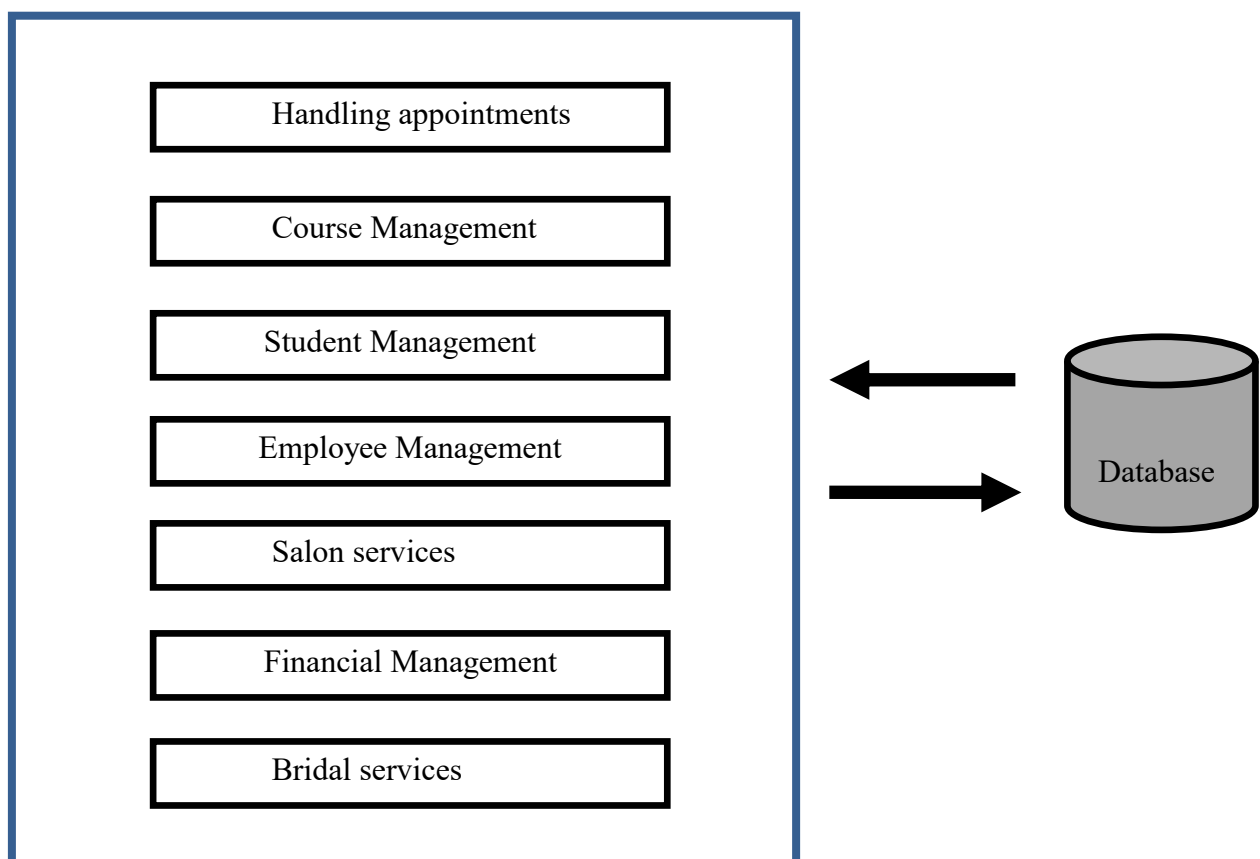 Handling appointments
Course Management
Student Management
Employee Management
Salon services
Financial Management
Bridal services
Database